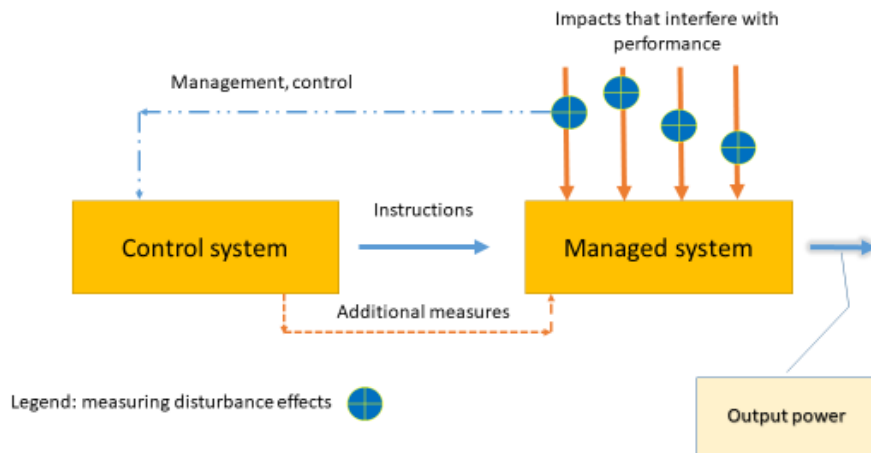 Impacts that interfere with
performance
Management, control
Instructions
Control system
Managed system
Additional measures
Legend: measuring disturbance effects
Output power